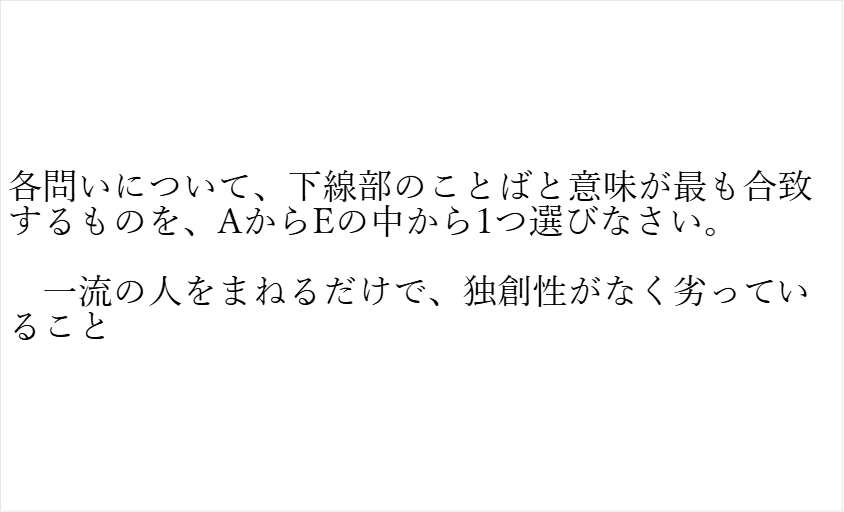 各問いについて、下線部のことばと意味が最も合致
するものを、AからEの中から1つ選びなさい。
　一流の人をまねるだけで、独創性がなく劣ってい
ること